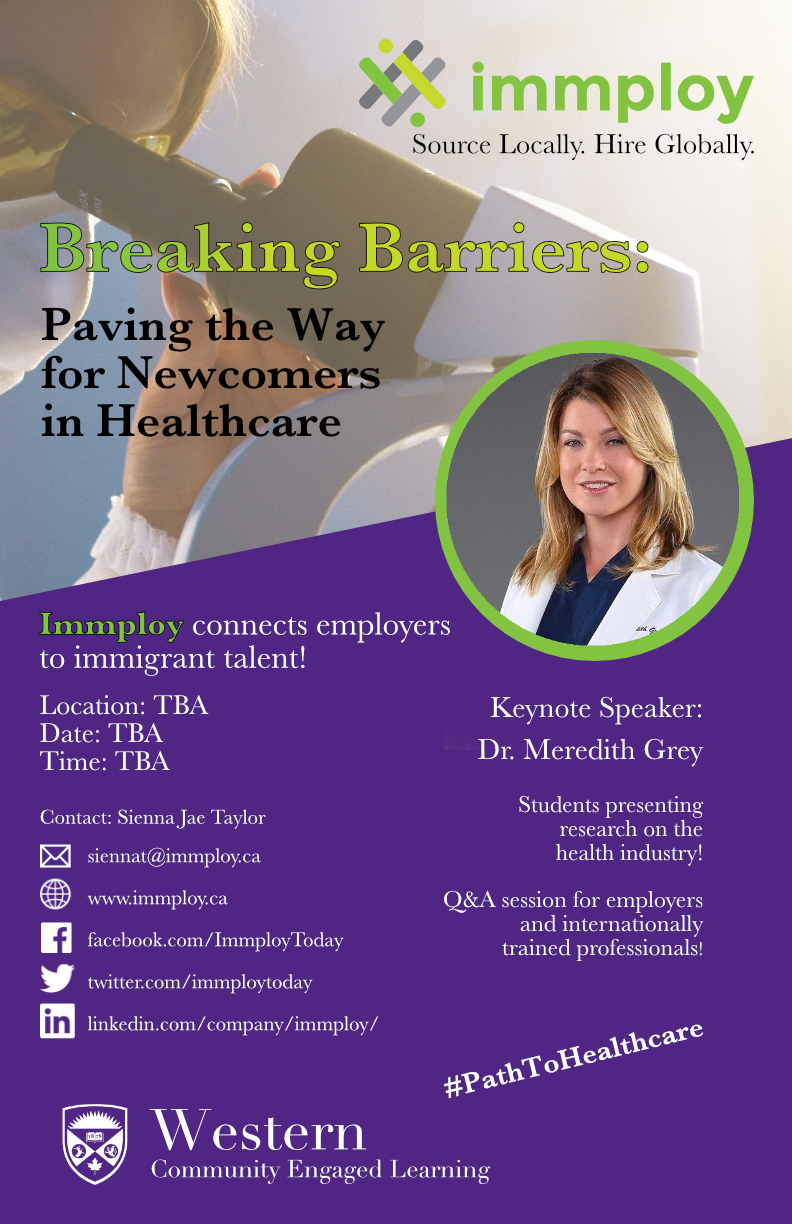 immploy
Source Locally. Hire Globally.
Breaking Barriers:
Paving the Way
for Newcomers
in Healthcare
Immploy connects employers
to immigrant talent!
Location: TBA
Date: TBA
Time: TBA
Contact: Sienna Jae Taylor
siennat@immploy.ca
www.immploy.ca
facebook.com/ImmployToday
twitter.com/immploytoday
linkedin.com/company/immploy/
Keynote Speaker:
Dr. Meredith Grey
Students presenting
research on the
health industry!
Q&A session for employers
and internationally
trained professionals!
#PathToHealthcare
Western
Community Engaged Learning